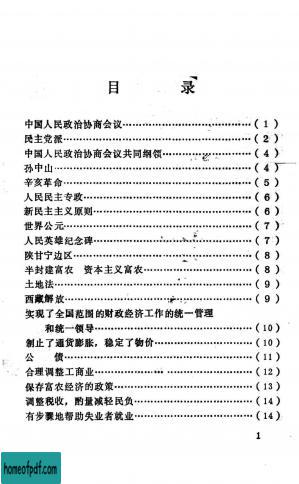 目 录
中国人民政治协商会议……………………(1)
民主党派……………………(2)
中国人民政治协商会议共同纲领……………………(4)
孙中山……………………(4)
辛亥革命……………………(5)
人民民主专政……………………(6)
新民主主义原则……………………(6)
世界公元……………………(7)
人民英雄纪念碑……………………(7)
陕甘宁边区……………………(8)
半封建富农 资本主义富农……………………(8)
土地法……………………(9)
西藏解放……………………(9)
实现了全国范围的财政经济工作的统一管理
和统一领导……………………(10)
制止了通货膨胀,稳定了物价……………………(10)
公 债……………………(11)
合理调整工商业……………………(12)
保存富农经济的政策……………………(13)
调整税收,酌量减轻民负……………………(14)
有步骤地帮助失业者就业……………………(14)
1
homeofpdf.com